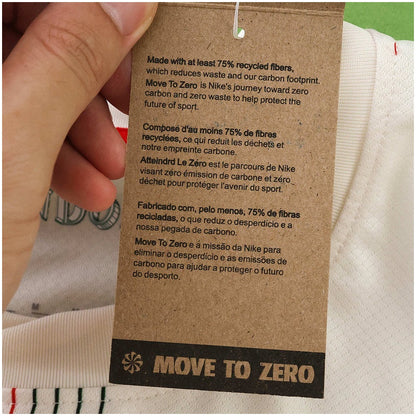 Made with at least 75% recycled fibers,
which reduces waste and our carbon footprint.
Move To Zero is Nike's journey toward zero
carbon and zero waste to help protect the
future of sport.
Composé d'au moins 75% de fibres
recyclées, ce qui réduit les déchets et
notre empreinte carbone.
Atteindrd Le Zéro est le parcours de Nike
visant zéro émission de carbone et zéro
déchet pour protéger l'avenir du sport.
Fabricado com, pelo menos, 75% de fibras
recicladas, o que reduz o desperdício e a
nossa pegada de carbono.
Move To Zero e a missão da Nike para
eliminar o desperdício e as emissões de
carbono para ajudar a proteger o futuro
do desporto.
MOVE TO ZERO
NDO
M